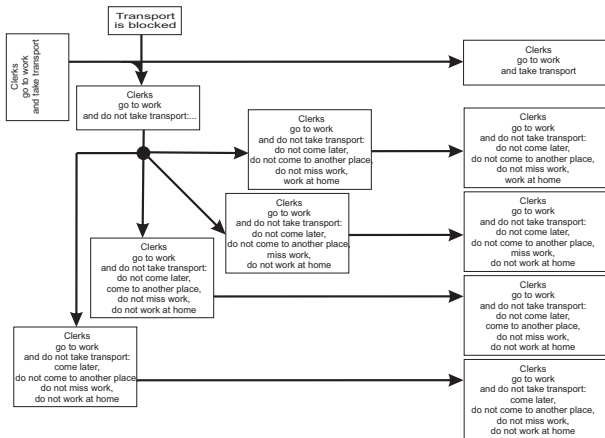 Transport
is blocked
Clerks
go to work
and take transport
Clerks
go to work
and take transport
Clerks
go to work
and do not take transport:...
Clerks
go to work
and do not take transport:
do not come later,
do not come to another place,
do not miss work,
work at home
Clerks
go to work
and do not take transport:
do not come later,
do not come to another place,
do not miss work,
work at home
Clerks
go to work
and do not take transport:
do not come later,
do not come to another place,
miss work,
do not work at home
Clerks
go to work
and do not take transport:
do not come later,
do not come to another place,
miss work,
do not work at home
Clerks
go to work
and do not take transport:
do not come later,
come to another place,
do not miss work,
do not work at home
Clerks
go to work
and do not take transport:
do not come later,
come to another place,
do not miss work,
do not work at home
Clerks
go to work
and do not take transport:
come later,
do not come to another place,
do not miss work,
do not work at home
Clerks
go to work
and do not take transport:
come later,
do not come to another place,
do not miss work,
do not work at home